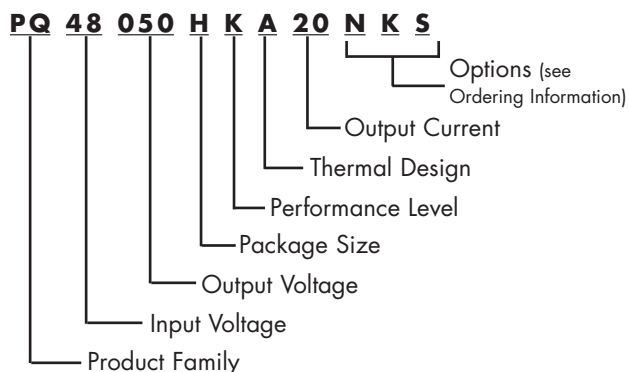 PQ 48 050 H K A 20 N K S
Options (see
Ordering Information)
Output Current
Thermal Design
Performance Level
Package Size
Output Voltage
Input Voltage
Product Family